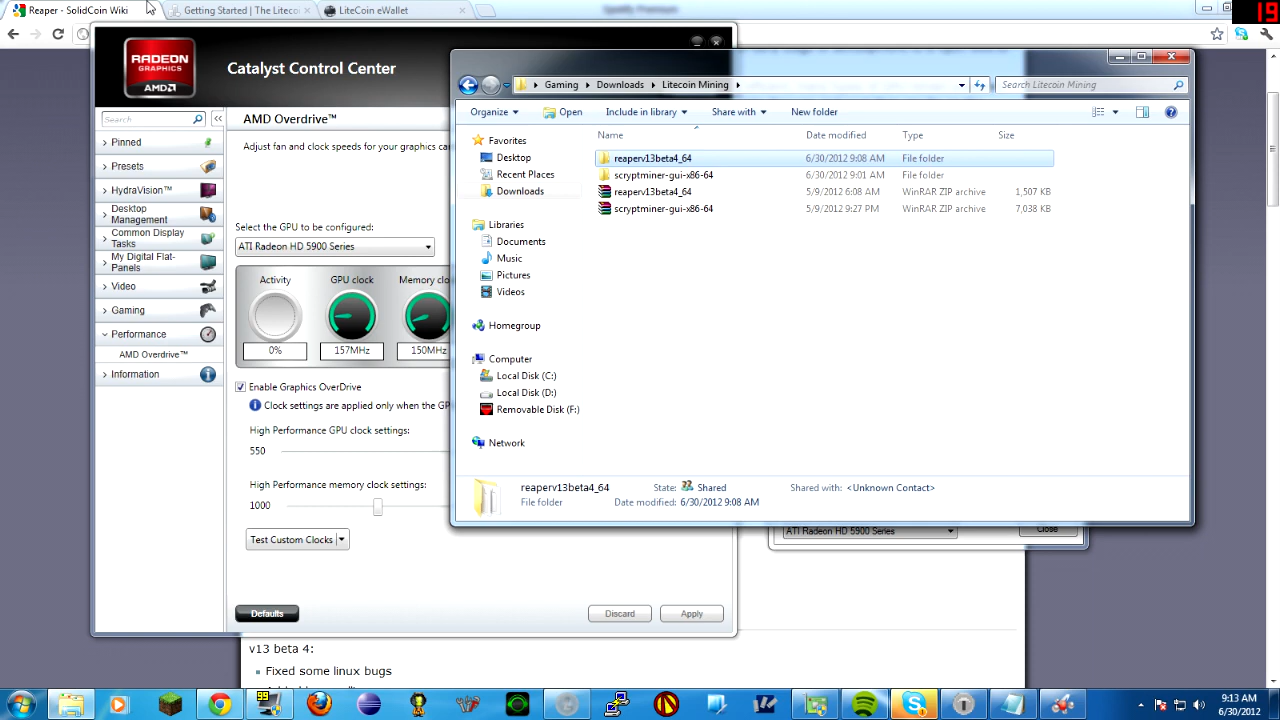 Reaper - SolidCoin Wiki
Getting Started | The Liteco
LiteCoin eWallet
Spotify Premium
19
RADEON
GRAPHICS
AMD
Catalyst Control Center
Search
Pinned
Presets
HydraVision™
Desktop
Management
Common Display
Tasks
My Digital Flat-
Panels
Video
Gaming
Performance
AMD Overdrive™
Information
AMD Overdrive™
Adjust fan and clock speeds for your graphics ca
Select the GPU to be configured:
ATI Radeon HD 5900 Series
Activity
GPU clock
Memory clo
0%
157MHz
150MHz
Enable Graphics OverDrive
Clock settings are applied only when the GP
High Performance GPU clock settings:
550
High Performance memory clock settings:
1000
Test Custom Clocks
Defaults
Discard
Apply
Gaming
Downloads
Litecoin Mining
Search Litecoin Mining
Organize
Open
Include in library
Share with
New folder
Favorites
Desktop
Recent Places
Downloads
Libraries
Documents
Music
Pictures
Videos
Homegroup
Computer
Local Disk (C:)
Local Disk (D:)
Removable Disk (F:)
Network
Name Date modified Type Size
reaperv13beta4_64 6/30/2012 9:08 AM File folder
scryptminer-gui-x86-64 6/30/2012 9:01 AM File folder
reaperv13beta4_64 5/9/2012 6:08 AM WinRAR ZIP archive 1,507 KB
scryptminer-gui-x86-64 5/9/2012 9:27 PM WinRAR ZIP archive 7,038 KB
reaperv13beta4_64 State: Shared Shared with: <Unknown Contact>
File folder Date modified: 6/30/2012 9:08 AM
ATI Radeon HD 5900 Series
Close
v13 beta 4:
Fixed some linux bugs
99
9:13 AM
6/30/2012